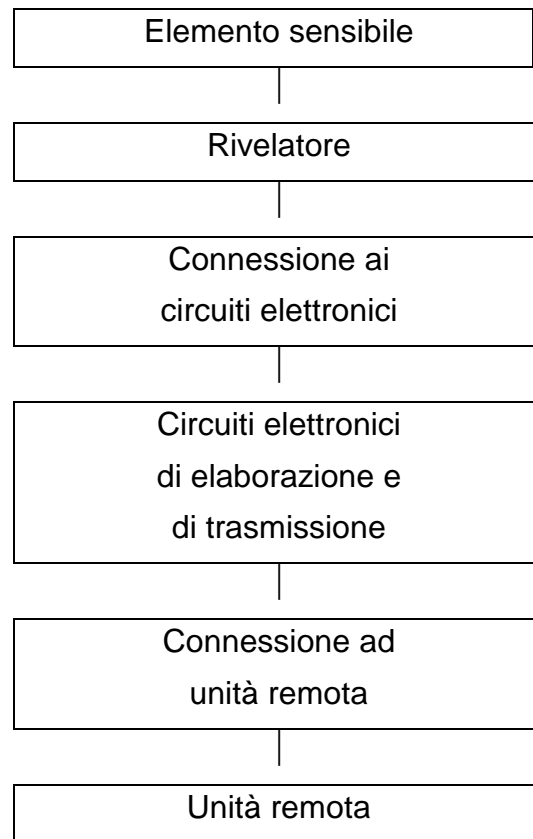 Elemento sensibile
Rivelatore
Connessione ai
circuiti elettronici
Circuiti elettronici
di elaborazione e
di trasmissione
Connessione ad
unità remota
Unità remota